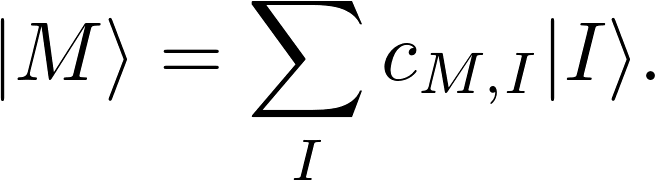 |M⟩ = ∑_I c_{M,I} |I⟩.